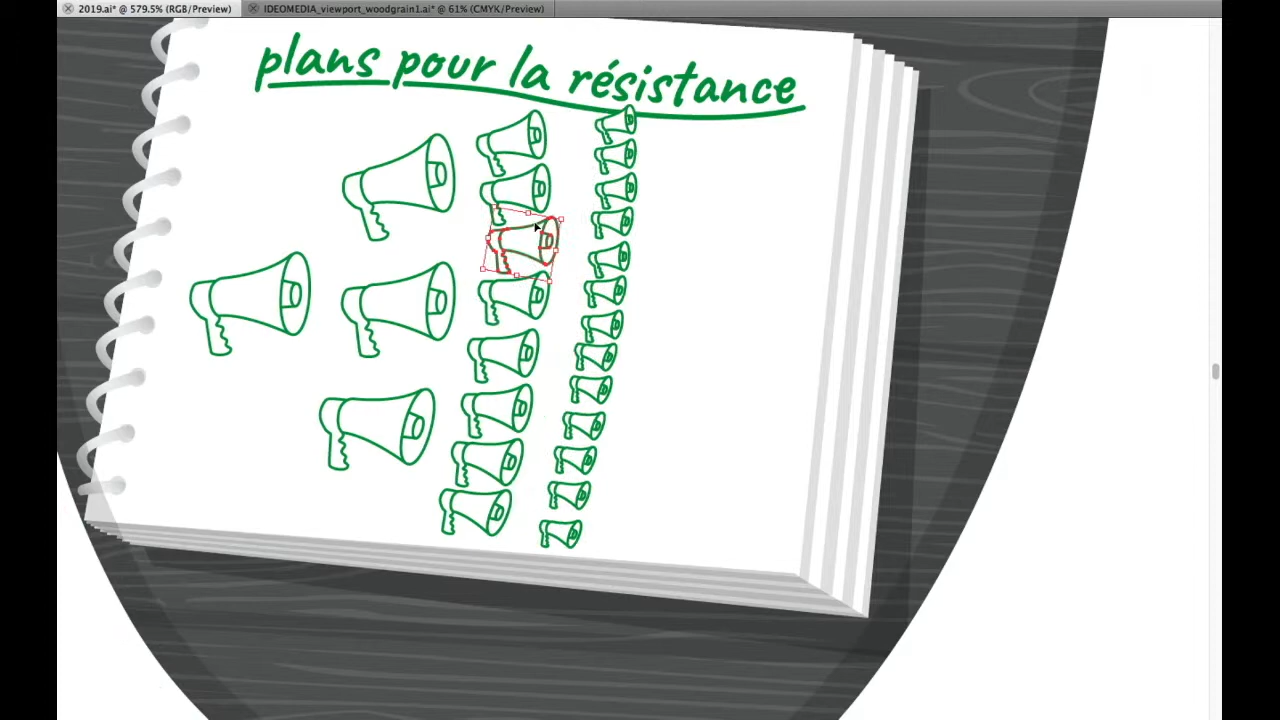 2019.ai* @ 579.5% (RGB/Preview)
IDEOMEDIA_viewport_woodgrain1.ai* @ 61% (CMYK/Preview)
plans pour la résistance